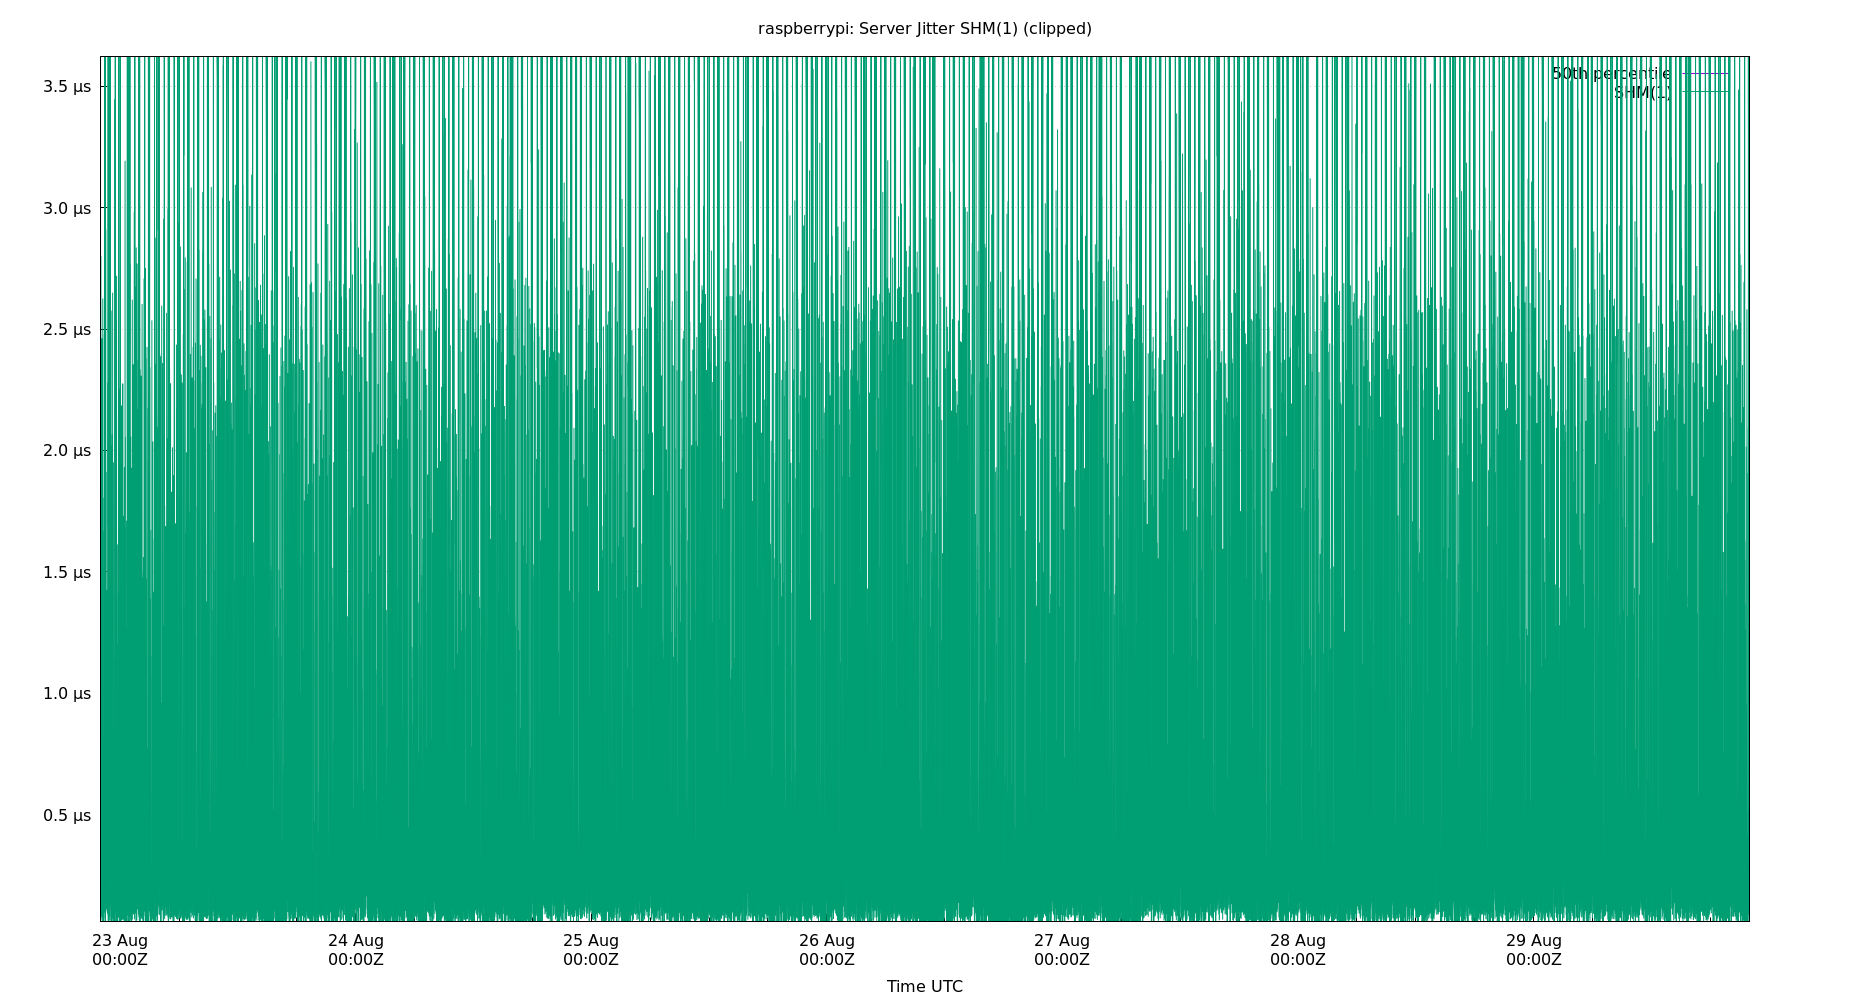 raspberrypi: Server Jitter SHM(1) (clipped)
50th percentile
SHM(1)
3.5 µs
3.0 µs
2.5 µs
2.0 µs
1.5 µs
1.0 µs
0.5 µs
23 Aug 24 Aug 25 Aug 26 Aug 27 Aug 28 Aug 29 Aug
00:00Z 00:00Z 00:00Z 00:00Z 00:00Z 00:00Z 00:00Z
Time UTC